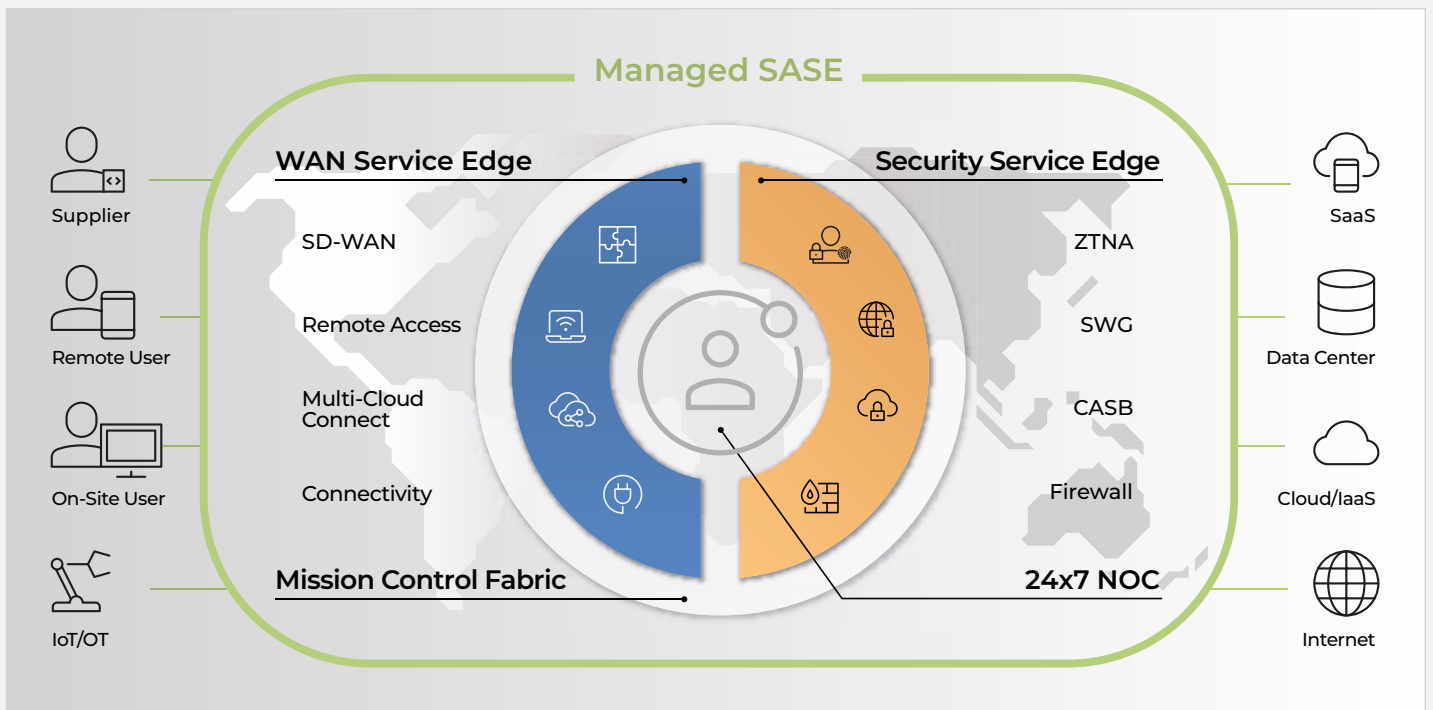 Managed SASE
WAN Service Edge
Security Service Edge
Supplier
SD-WAN
ZTNA
SaaS
Remote User
Remote Access
SWG
Data Center
On-Site User
Multi-Cloud
Connect
CASB
Cloud/IaaS
Connectivity
Firewall
IoT/OT
Mission Control Fabric
24x7 NOC
Internet